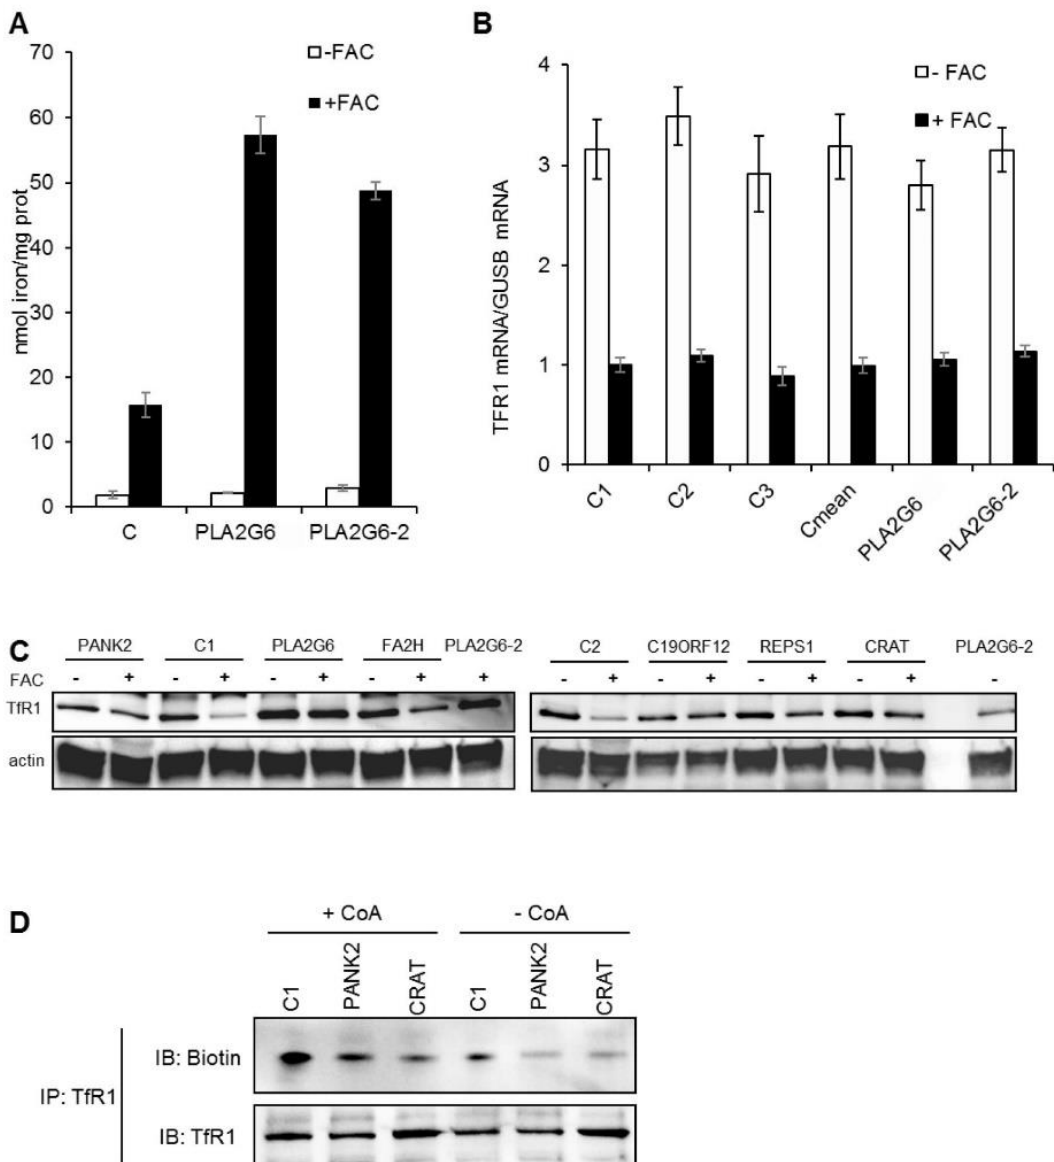 A
nmol iron/mg prot
70
60
50
40
30
20
10
0
-FAC
+FAC
C PLA2G6 PLA2G6-2
B
TFR1 mRNA/GUSB mRNA
4
3
2
1
0
- FAC
+ FAC
C1 C2 C3 Cmean PLA2G6 PLA2G6-2
C
PANK2 C1 PLA2G6 FA2H PLA2G6-2 C2 C19ORF12 REPS1 CRAT PLA2G6-2
FAC - + - + - + - + + - + - + - + - + -
TfR1
actin
D
+ CoA - CoA
C1 PANK2 CRAT C1 PANK2 CRAT
IP: TfR1
IB: Biotin
IB: TfR1